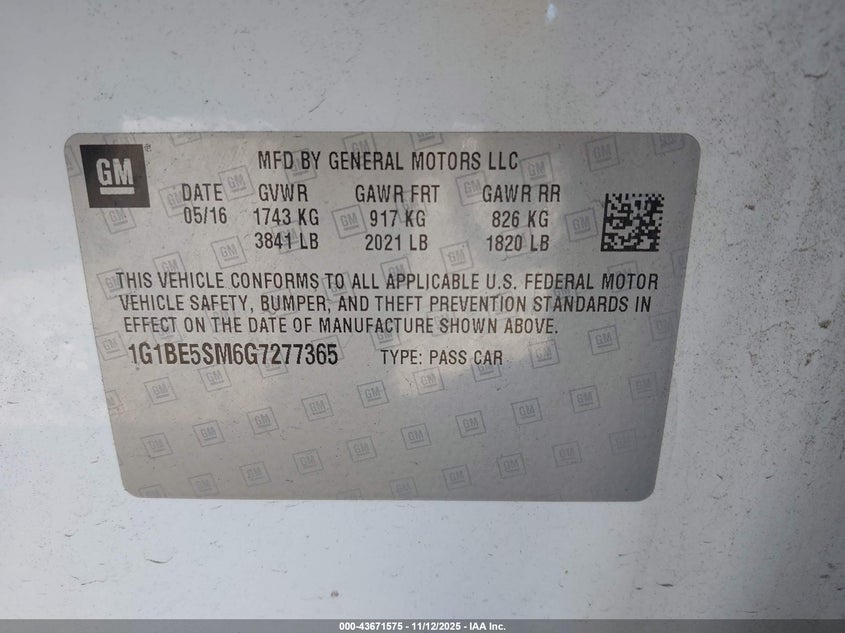 GM®
MFD BY GENERAL MOTORS LLC
DATE GVWR GAWR FRT GAWR RR
05/16 1743 KG 917 KG 826 KG
3841 LB 2021 LB 1820 LB
THIS VEHICLE CONFORMS TO ALL APPLICABLE U.S. FEDERAL MOTOR
VEHICLE SAFETY, BUMPER, AND THEFT PREVENTION STANDARDS IN
EFFECT ON THE DATE OF MANUFACTURE SHOWN ABOVE.
1G1BE5SM6G7277365 TYPE: PASS CAR
000-43671575 - 11/12/2025 - IAA Inc.